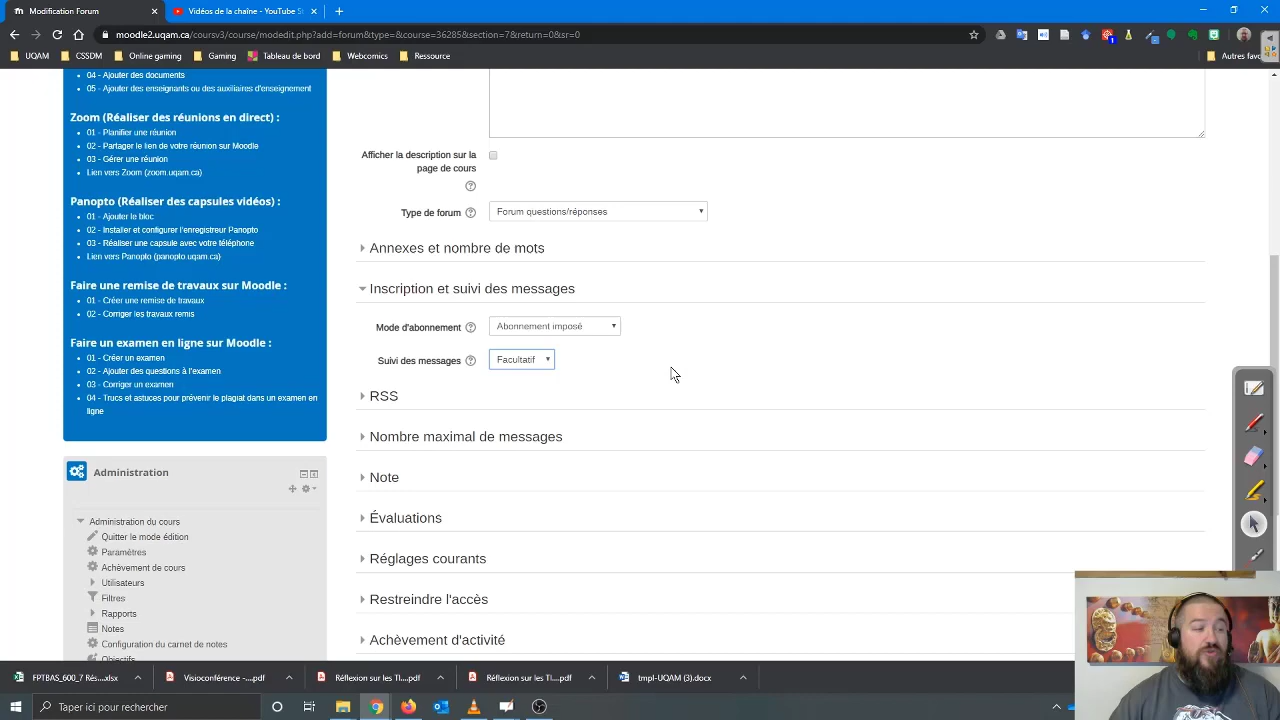 Modification Forum
Vidéos de la chaîne - YouTube St
moodle2.uqam.ca/coursv3/course/modedit.php?add=forum&type=&course=36285&section=7&return=0&sr=0
UQAM
CSSDM
Online gaming
Gaming
Tableau de bord
Webcomics
Ressource
Autres favo
04 - Ajouter des documents
05 - Ajouter des enseignants ou des auxiliaires d'enseignement
Zoom (Réaliser des réunions en direct) :
01 - Planifier une réunion
02 - Partager le lien de votre réunion sur Moodle
03 - Gérer une réunion
Lien vers Zoom (zoom.uqam.ca)
Panopto (Réaliser des capsules vidéos) :
01 - Ajouter le bloc
02 - Installer et configurer l'enregistreur Panopto
03 - Réaliser une capsule avec votre téléphone
Lien vers Panopto (panopto.uqam.ca)
Faire une remise de travaux sur Moodle :
01 - Créer une remise de travaux
02 - Corriger les travaux remis
Faire un examen en ligne sur Moodle :
01 - Créer un examen
02 - Ajouter des questions à l'examen
03 - Corriger un examen
04 - Trucs et astuces pour prévenir le plagiat dans un examen en
ligne
Administration
Administration du cours
Quitter le mode édition
Paramètres
Achèvement de cours
Utilisateurs
Filtres
Rapports
Notes
Configuration du carnet de notes
Objectifs
Afficher la description sur la
page de cours
Type de forum
Forum questions/réponses
Annexes et nombre de mots
Inscription et suivi des messages
Mode d'abonnement
Abonnement imposé
Suivi des messages
Facultatif
RSS
Nombre maximal de messages
Note
Évaluations
Réglages courants
Restreindre l'accès
Achèvement d'activité
FPTBAS_600_7 Rés....xlsx
Visioconférence -....pdf
Réflexion sur les TI....pdf
Réflexion sur les TI....pdf
tmpl-UQAM (3).docx
Taper ici pour rechercher